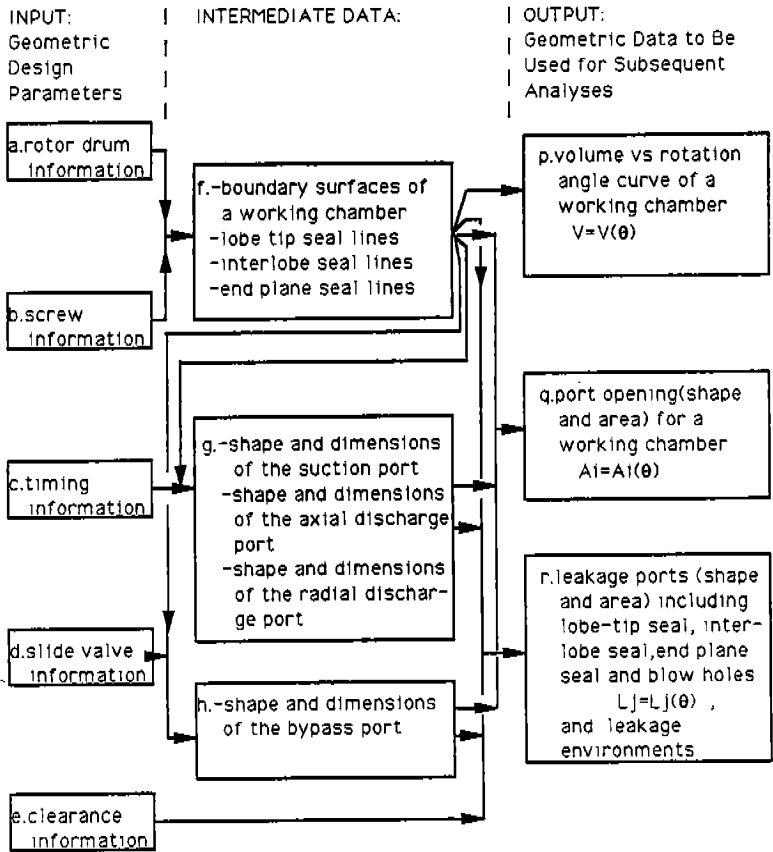 INPUT:
Geometric
Design
Parameters
INTERMEDIATE DATA:
OUTPUT:
Geometric Data to Be
Used for Subsequent
Analyses
a.rotor drum
information
b.screw
information
c.timing
information
d.slide valve
information
e.clearance
information
f.-boundary surfaces of
a working chamber
-lobe tip seal lines
-interlobe seal lines
-end plane seal lines
g.-shape and dimensions
of the suction port
-shape and dimensions
of the axial discharge
port
-shape and dimensions
of the radial dischar-
ge port
h.-shape and dimensions
of the bypass port
p.volume vs rotation
angle curve of a
working chamber
V=V(θ)
q.port opening(shape
and area) for a
working chamber
Ai=Ai(θ)
r.leakage ports (shape
and area) including
lobe-tip seal, inter-
lobe seal,end plane
seal and blow holes
Lj=Lj(θ) ,
and leakage
environments